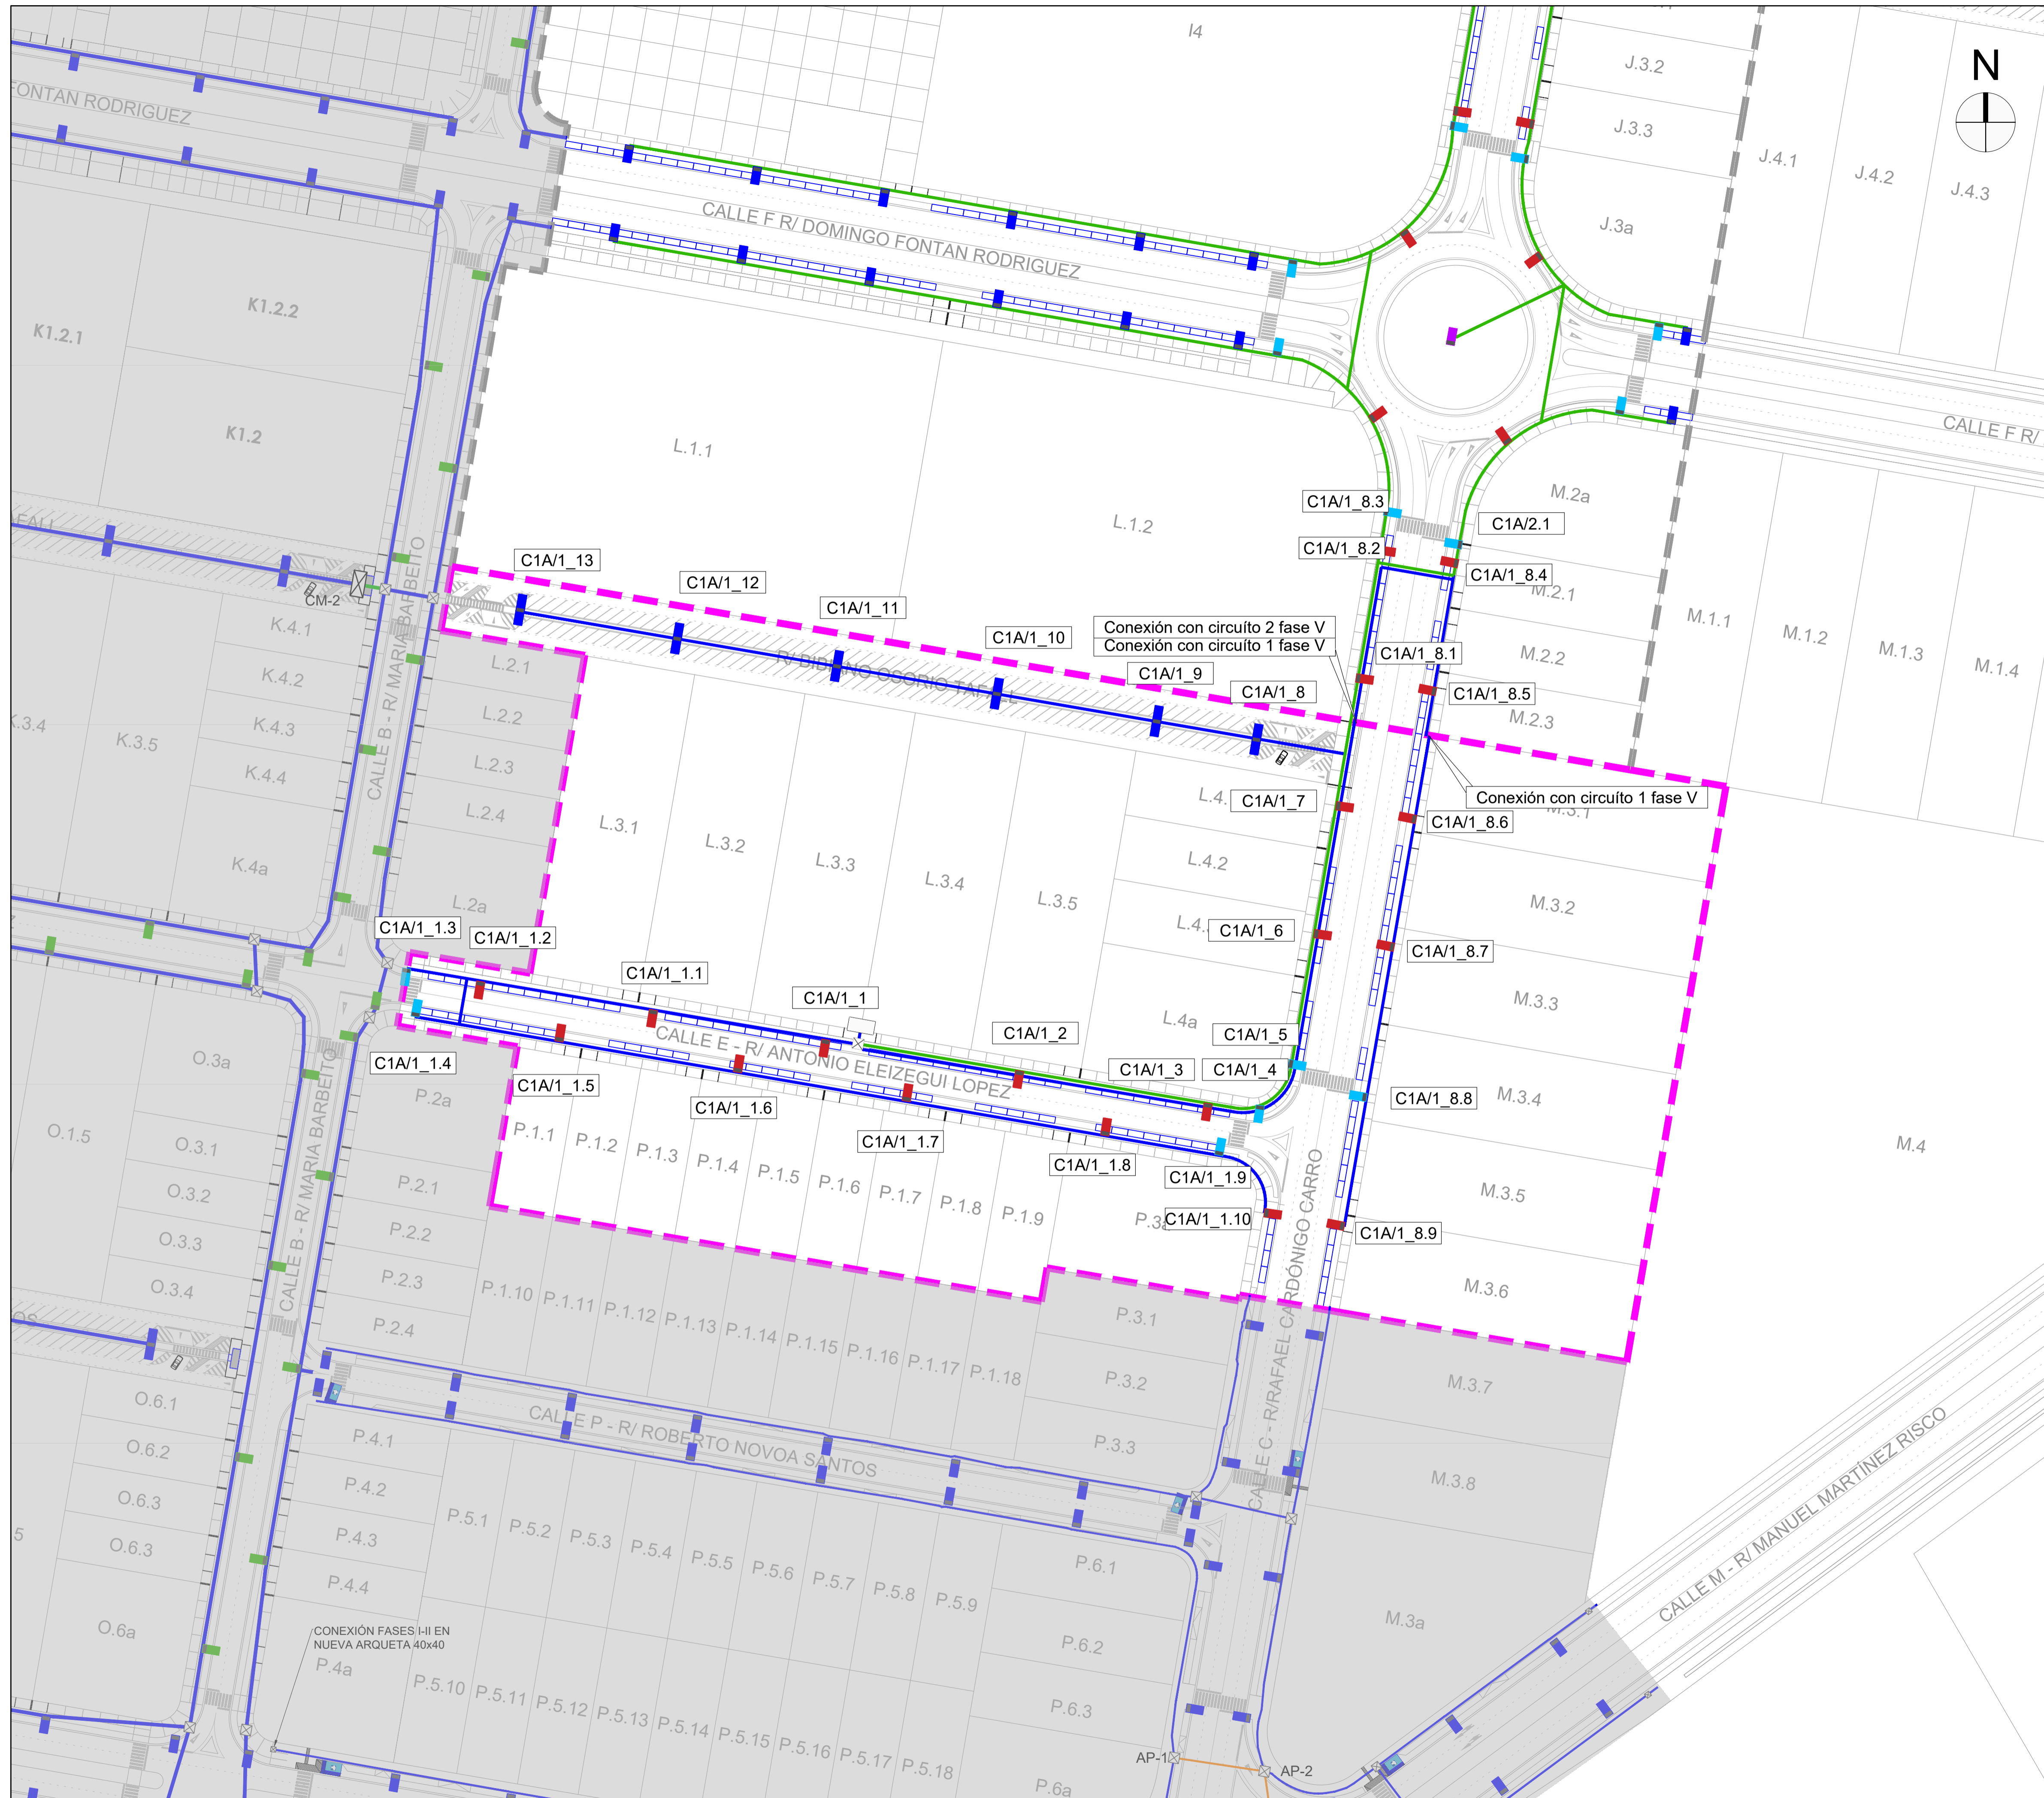 I4
N
J.3.2
J.3.3
J.4.1
J.4.2
J.4.3
J.3a
FONTAN RODRIGUEZ
CALLE F R/ DOMINGO FONTAN RODRIGUEZ
CALLE F R/
K1.2.2
K1.2.1
K1.2
L.1.1
L.1.2
M.2a
C1A/1_8.3
C1A/2.1
C1A/1_8.2
C1A/1_8.4
M.2.1
M.1.1
M.1.2
M.1.3
M.1.4
C1A/1_13
C1A/1_12
C1A/1_11
C1A/1_10
Conexión con circuíto 2 fase V
Conexión con circuíto 1 fase V
C1A/1_8.1
M.2.2
C1A/1_9
C1A/1_8
C1A/1_8.5
M.2.3
R/ BIBIANO OSORIO TAFALL
CM-2
K.4.1
K.4.2
K.4.3
K.4.4
K.3.4
K.3.5
K.4a
CALLE B - R/ MARIA BARBEITO
L.2.1
L.2.2
L.2.3
L.2.4
L.2a
L.3.1
L.3.2
L.3.3
L.3.4
L.3.5
C1A/1_7
L.4.2
L.4a
Conexión con circuíto 1 fase V
M.3.1
C1A/1_8.6
M.3.2
C1A/1_6
C1A/1_8.7
M.3.3
C1A/1_1.3
C1A/1_1.2
C1A/1_1.1
C1A/1_1
C1A/1_2
C1A/1_5
C1A/1_3
C1A/1_4
CALLE E - R/ ANTONIO ELEIZEGUI LOPEZ
C1A/1_1.4
C1A/1_1.5
C1A/1_1.6
C1A/1_1.7
C1A/1_1.8
C1A/1_1.9
C1A/1_1.10
C1A/1_8.8
M.3.4
M.4
M.3.5
C1A/1_8.9
M.3.6
O.3a
O.1.5
O.3.1
O.3.2
O.3.3
O.3.4
CALLE B - R/ MARIA BARBEITO
P.2a
P.2.1
P.2.2
P.2.3
P.2.4
P.1.1
P.1.2
P.1.3
P.1.4
P.1.5
P.1.6
P.1.7
P.1.8
P.1.9
P.1.10
P.1.11
P.1.12
P.1.13
P.1.14
P.1.15
P.1.16
P.1.17
P.1.18
P.3.1
P.3.2
P.3.3
CALLE C - R/RAFAEL CARDÓNIGO CARRO
M.3.7
M.3.8
M.3a
O.6.1
O.6.2
O.6.3
O.6.3
5
O.6a
P.4.1
P.4.2
P.4.3
P.4.4
P.4a
CALLE P - R/ ROBERTO NOVOA SANTOS
P.5.1
P.5.2
P.5.3
P.5.4
P.5.5
P.5.6
P.5.7
P.5.8
P.5.9
P.6.1
P.6.2
P.6.3
P.6a
CALLE M - R/ MANUEL MARTÍNEZ RISCO
CONEXIÓN FASES I-II EN
NUEVA ARQUETA 40x40
P.5.10
P.5.11
P.5.12
P.5.13
P.5.14
P.5.15
P.5.16
P.5.17
P.5.18
AP-1
AP-2